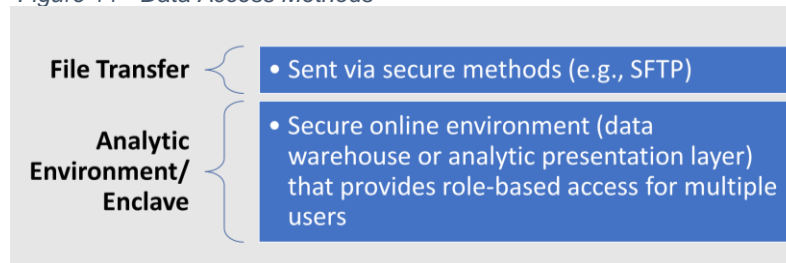 File Transfer
• Sent via secure methods (e.g., SFTP)
Analytic
Environment/
Enclave
• Secure online environment (data
warehouse or analytic presentation layer)
that provides role-based access for multiple
users